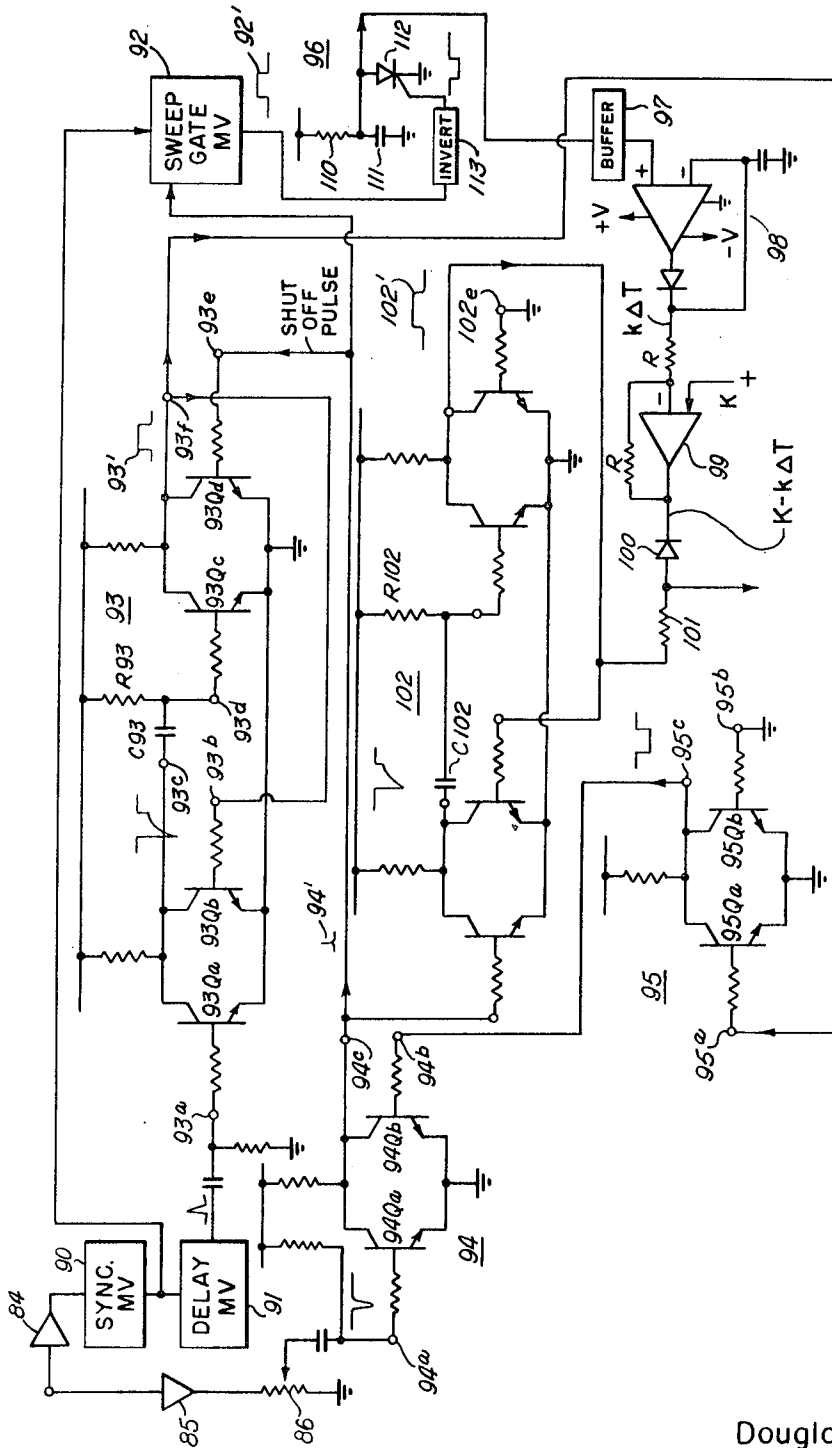 84
90
SYNC. MV
DELAY MV
91
85
86
93a
93Qa
93Qb
93b
93c
C93
R93
93
93d
93Qc
93Qd
93'
93f
93e
SHUT OFF PULSE
92
SWEEP GATE MV
92'
94a
94Qa
94Qb
94
94b
94c
94'
C102
102
R102
102'
102e
110
111
96
112
INVERT
113
BUFFER
97
+
-
+V
-V
98
kΔT
R
R
-
K +
99
K-kΔT
100
101
95
95a
95Qa
95Qb
95c
95b
Dougla